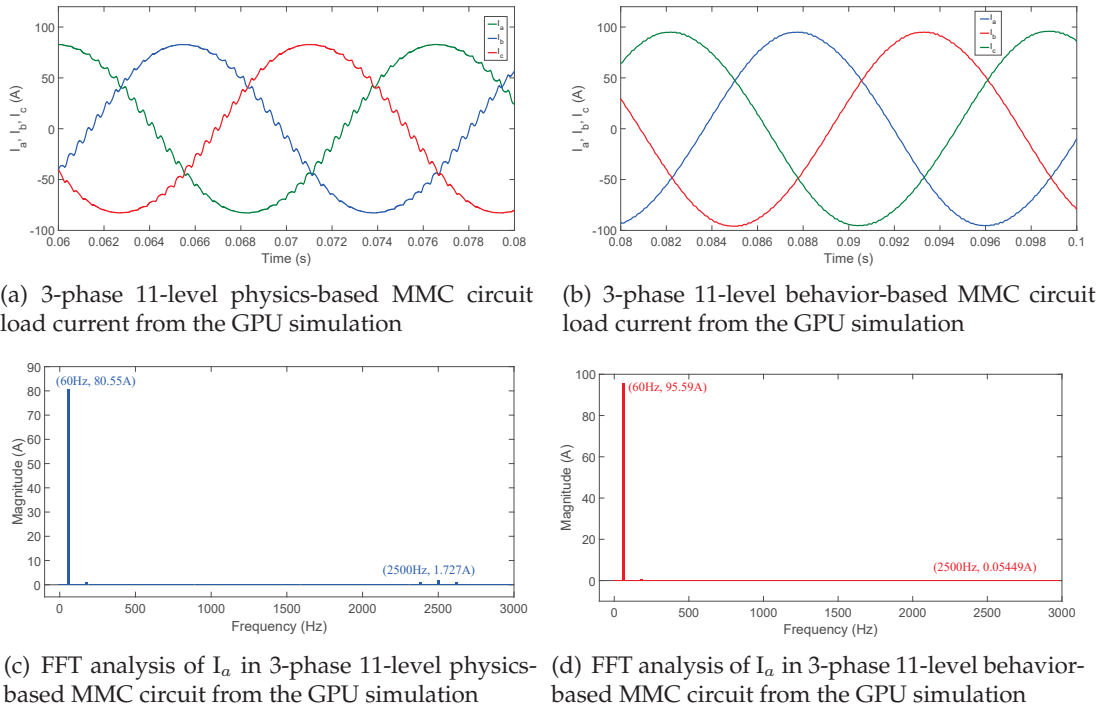 100
50
0
-50
-100
I_a, I_b, I_c (A)
I_a
I_b
I_c
0.06 0.062 0.064 0.066 0.068 0.07 0.072 0.074 0.076 0.078 0.08
Time (s)
(a) 3-phase 11-level physics-based MMC circuit
load current from the GPU simulation
100
50
0
-50
-100
I_a, I_b, I_c (A)
I_a
I_b
I_c
0.08 0.082 0.084 0.086 0.088 0.09 0.092 0.094 0.096 0.098 0.1
Time (s)
(b) 3-phase 11-level behavior-based MMC circuit
load current from the GPU simulation
90
80
70
60
50
40
30
20
10
0
Magnitude (A)
(60Hz, 80.55A)
(2500Hz, 1.727A)
0 500 1000 1500 2000 2500 3000
Frequency (Hz)
(c) FFT analysis of I_a in 3-phase 11-level physics-
based MMC circuit from the GPU simulation
100
80
60
40
20
0
Magnitude (A)
(60Hz, 95.59A)
(2500Hz, 0.05449A)
0 500 1000 1500 2000 2500 3000
Frequency (Hz)
(d) FFT analysis of I_a in 3-phase 11-level behavior-
based MMC circuit from the GPU simulation